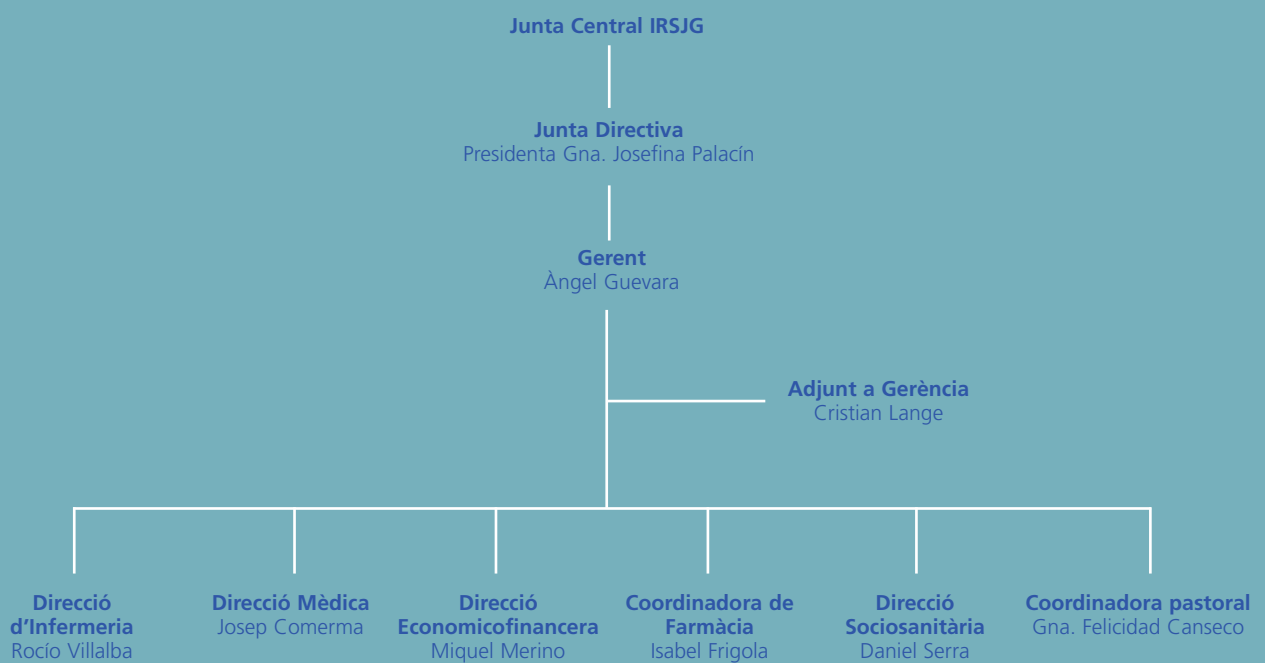 Junta Central IRSJG
Junta Directiva
Presidenta Gna. Josefina Palacín
Gerent
Àngel Guevara
Adjunt a Gerència
Cristian Lange
Direcció
d’Infermeria
Rocío Villalba
Direcció Mèdica
Josep Comerma
Direcció
Economicofinancera
Miquel Merino
Coordinadora de
Farmàcia
Isabel Frigola
Direcció
Sociosanitària
Daniel Serra
Coordinadora pastoral
Gna. Felicidad Canseco